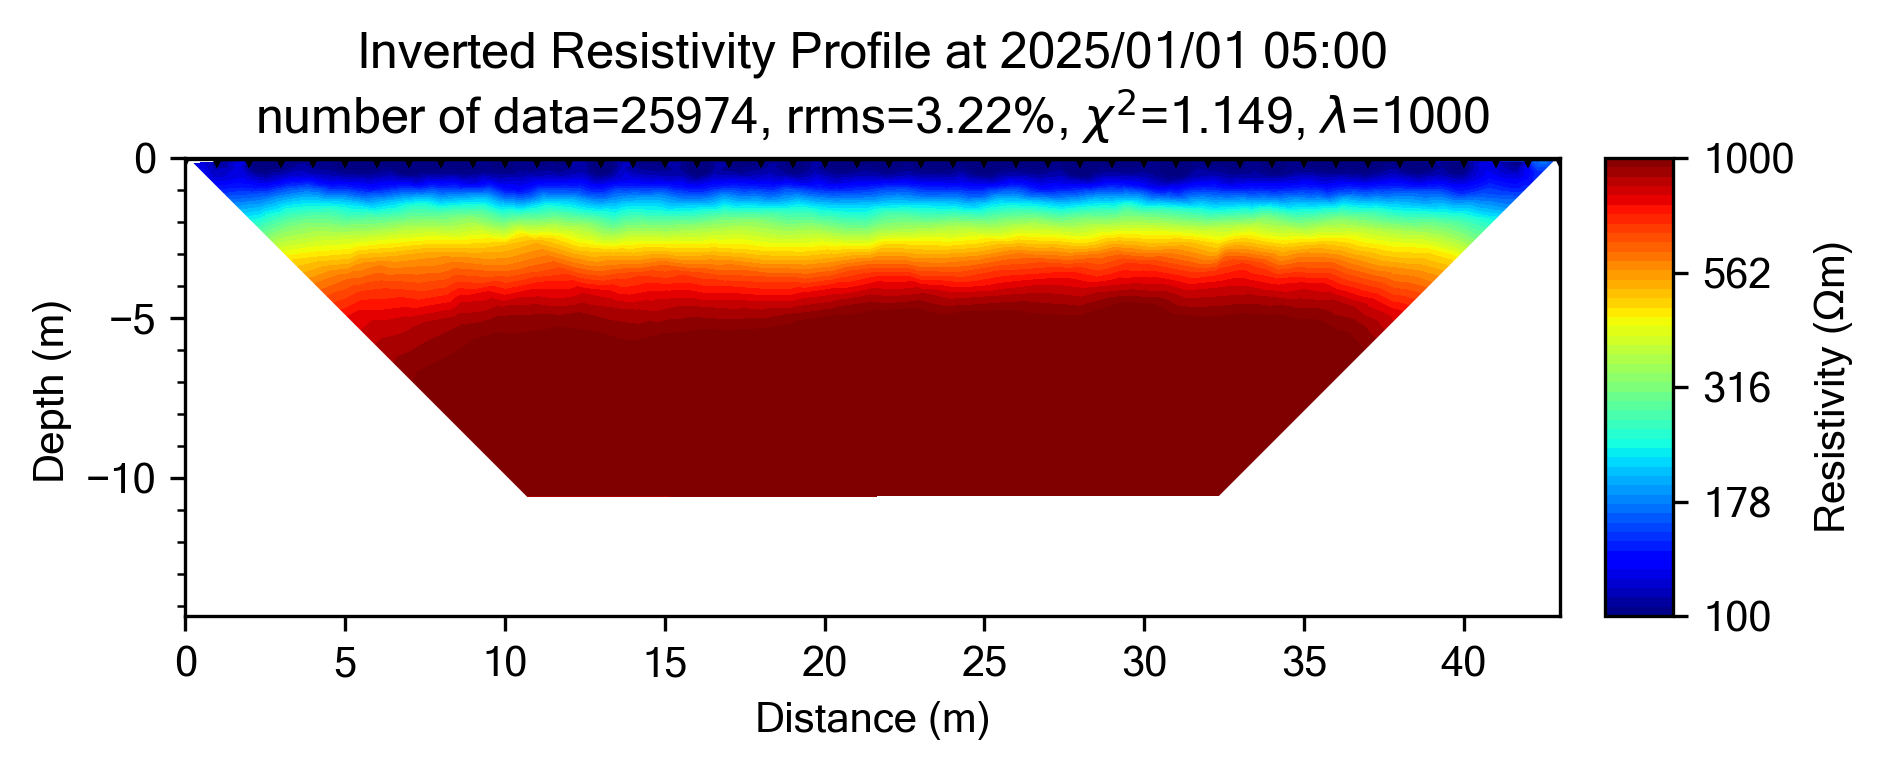 Inverted Resistivity Profile at 2025/01/01 05:00
number of data=25974, rrms=3.22%, χ²=1.149, λ=1000
0
−5
−10
Depth (m)
0 5 10 15 20 25 30 35 40
Distance (m)
1000
562
316
178
100
Resistivity (Ωm)